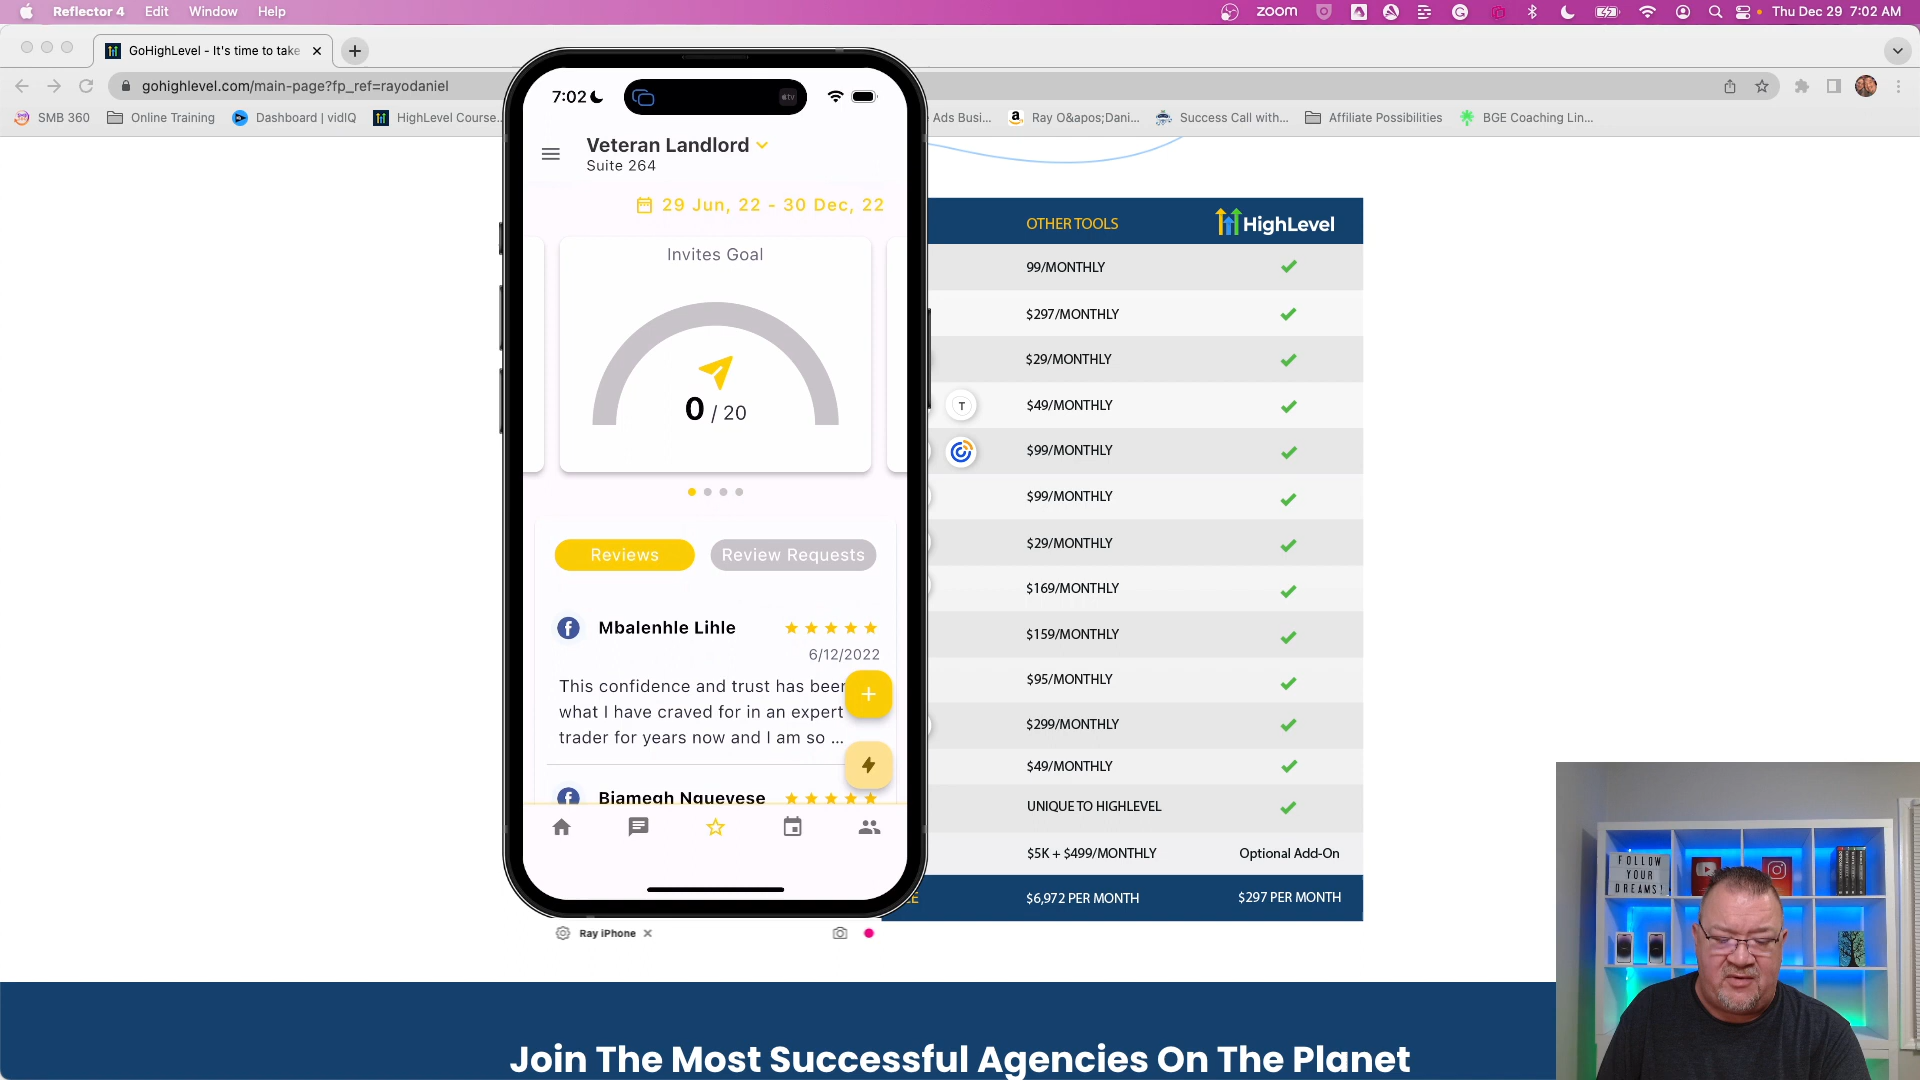 Reflector 4 Edit Window Help
zoom Thu Dec 29 7:02 AM
GoHighLevel - It's time to take
gohighlevel.com/main-page?fp_ref=rayodaniel
SMB 360 Online Training Dashboard | vidIQ HighLevel Course... Ads Busi... Ray O&apos;Dani... Success Call with... Affiliate Possibilities BGE Coaching Lin...
7:02
tv
Veteran Landlord
Suite 264
29 Jun, 22 - 30 Dec, 22
Invites Goal
0 / 20
Reviews Review Requests
Mbalenhle Lihle
6/12/2022
This confidence and trust has been
what I have craved for in an expert
trader for years now and I am so ...
Biamegh Nguevese
Ray iPhone
OTHER TOOLS HighLevel
99/MONTHLY
$297/MONTHLY
$29/MONTHLY
T $49/MONTHLY
$99/MONTHLY
$99/MONTHLY
$29/MONTHLY
$169/MONTHLY
$159/MONTHLY
$95/MONTHLY
$299/MONTHLY
$49/MONTHLY
UNIQUE TO HIGHLEVEL
$5K + $499/MONTHLY Optional Add-On
$6,972 PER MONTH $297 PER MONTH
Join The Most Successful Agencies On The Planet
FOLLOW
YOUR
DREAMS!